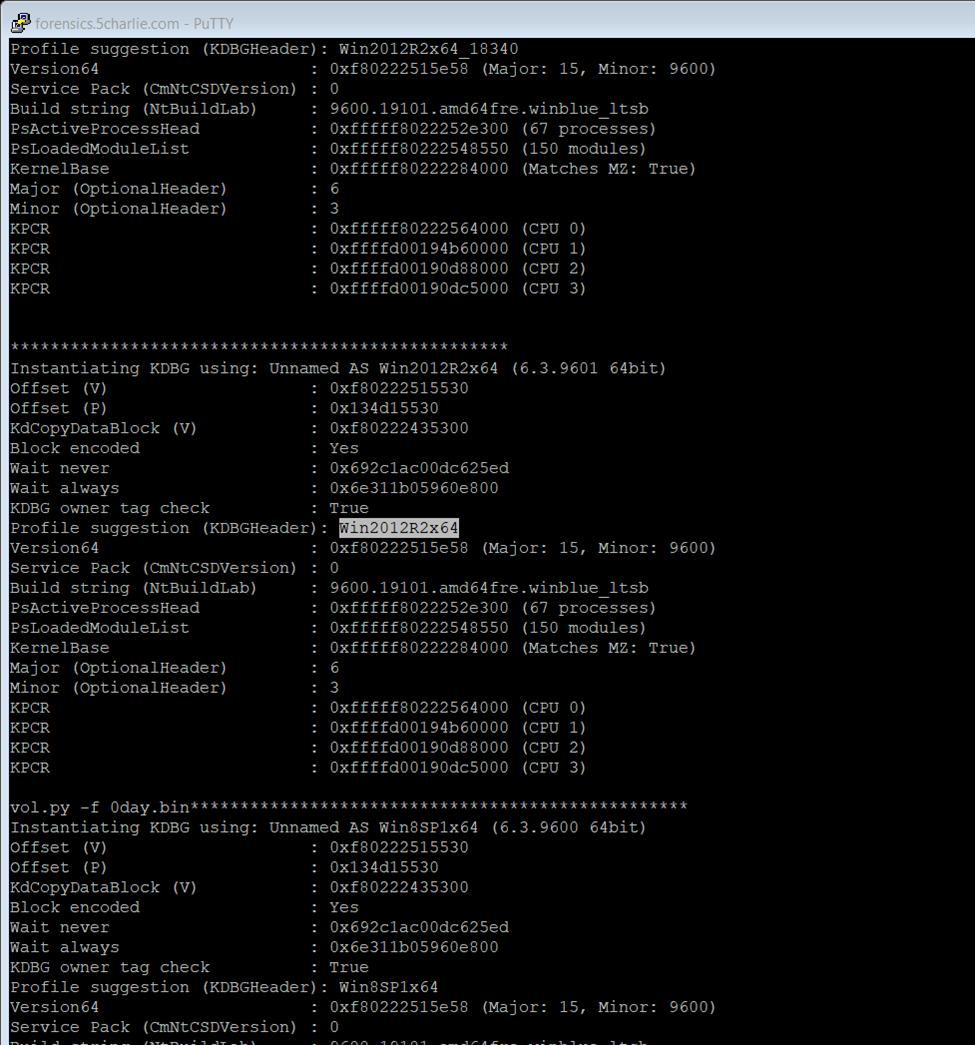 forensics.5charlie.com - PuTTY
Profile suggestion (KDBGHeader): Win2012R2x64_18340
Version64                     : 0xf80222515e58 (Major: 15, Minor: 9600)
Service Pack (CmNtCSDVersion) : 0
Build string (NtBuildLab)     : 9600.19101.amd64fre.winblue_ltsb
PsActiveProcessHead           : 0xfffff8022252e300 (67 processes)
PsLoadedModuleList            : 0xfffff80222548550 (150 modules)
KernelBase                    : 0xfffff80222284000 (Matches MZ: True)
Major (OptionalHeader)        : 6
Minor (OptionalHeader)        : 3
KPCR                          : 0xfffff80222564000 (CPU 0)
KPCR                          : 0xffffd00194b60000 (CPU 1)
KPCR                          : 0xffffd00190d88000 (CPU 2)
KPCR                          : 0xffffd00190dc5000 (CPU 3)
**************************************************
Instantiating KDBG using: Unnamed AS Win2012R2x64 (6.3.9601 64bit)
Offset (V)                    : 0xf80222515530
Offset (P)                    : 0x134d15530
KdCopyDataBlock (V)           : 0xf80222435300
Block encoded                 : Yes
Wait never                    : 0x692c1ac00dc625ed
Wait always                   : 0x6e311b05960e800
KDBG owner tag check          : True
Profile suggestion (KDBGHeader): Win2012R2x64
Version64                     : 0xf80222515e58 (Major: 15, Minor: 9600)
Service Pack (CmNtCSDVersion) : 0
Build string (NtBuildLab)     : 9600.19101.amd64fre.winblue_ltsb
PsActiveProcessHead           : 0xfffff8022252e300 (67 processes)
PsLoadedModuleList            : 0xfffff80222548550 (150 modules)
KernelBase                    : 0xfffff80222284000 (Matches MZ: True)
Major (OptionalHeader)        : 6
Minor (OptionalHeader)        : 3
KPCR                          : 0xfffff80222564000 (CPU 0)
KPCR                          : 0xffffd00194b60000 (CPU 1)
KPCR                          : 0xffffd00190d88000 (CPU 2)
KPCR                          : 0xffffd00190dc5000 (CPU 3)
vol.py -f 0day.bin**************************************************
Instantiating KDBG using: Unnamed AS Win8SP1x64 (6.3.9600 64bit)
Offset (V)                    : 0xf80222515530
Offset (P)                    : 0x134d15530
KdCopyDataBlock (V)           : 0xf80222435300
Block encoded                 : Yes
Wait never                    : 0x692c1ac00dc625ed
Wait always                   : 0x6e311b05960e800
KDBG owner tag check          : True
Profile suggestion (KDBGHeader): Win8SP1x64
Version64                     : 0xf80222515e58 (Major: 15, Minor: 9600)
Service Pack (CmNtCSDVersion) : 0
Build string (NtBuildLab)     : 9600.19101.amd64fre.winblue_ltsb